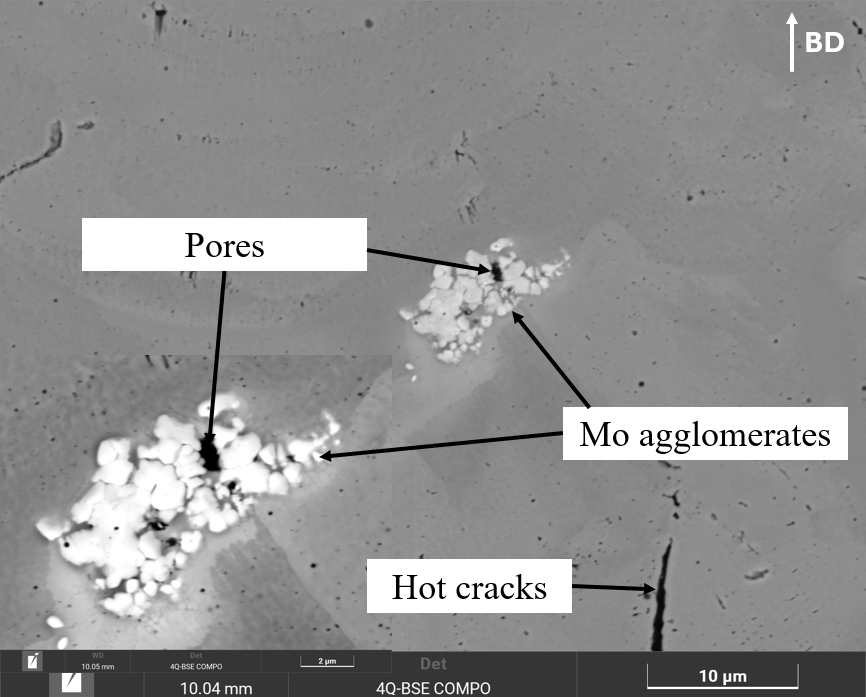 BD
Pores
Mo agglomerates
Hot cracks
WD Det
10.05 mm 4Q-BSE COMPO 2 µm
Det
10.04 mm 4Q-BSE COMPO 10 µm